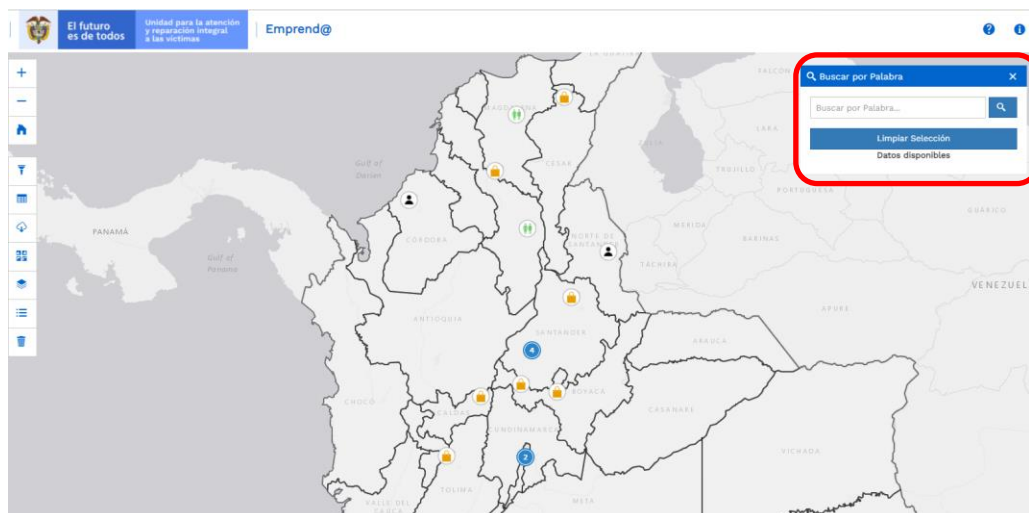 El futuro
es de todos
Unidad para la atención
y reparación integral
a las víctimas
Emprend@
Buscar por Palabra
Buscar por Palabra...
Limpiar Selección
Datos disponibles
LA GUAJIRA
MAGDALENA
CESAR
FALCÓN
LARA
ZULIA
TRUJILLO
PORTUGUESA
GUÁRICO
Gulf of
Darien
PANAMÁ
Gulf of
Panama
CÓRDOBA
NORTE DE
SANTANDER
MÉRIDA
BARINAS
TÁCHIRA
APURE
VENEZUEL
ANTIOQUIA
SANTANDER
4
ARAUCA
CHOCÓ
BOYACÁ
CASANARE
CALDAS
CUNDINAMARCA
2
VICHADA
TOLIMA
META
VALLE DEL
CAUCA